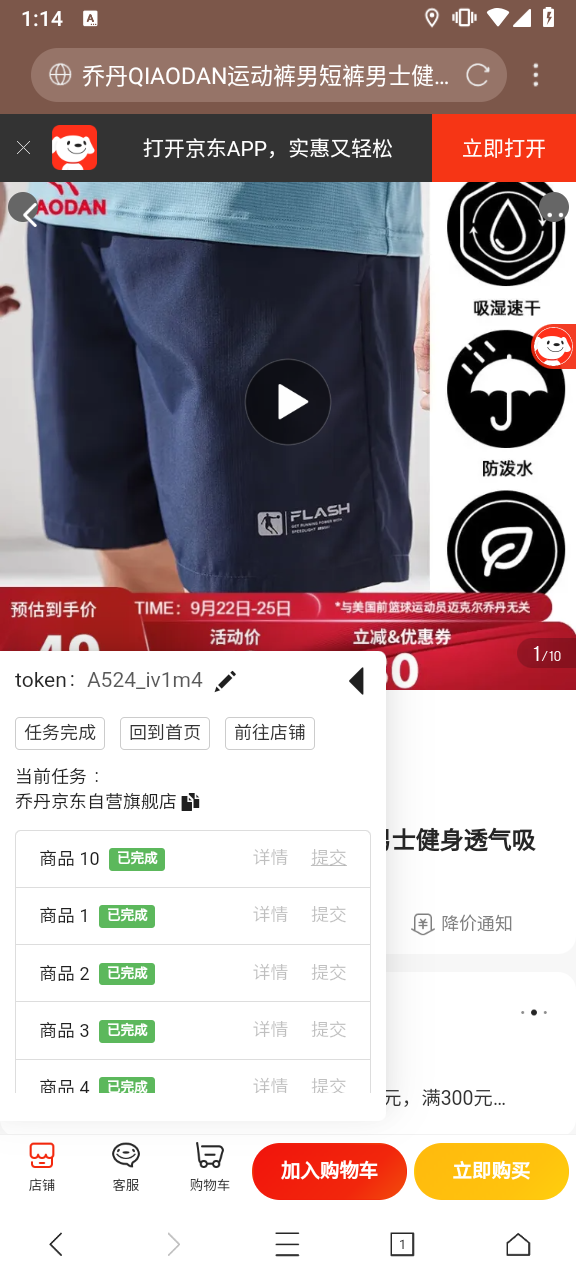 1:14
A
乔丹QIAODAN运动裤男短裤男士健...
打开京东APP，实惠又轻松
立即打开
AODAN
吸湿速干
防泼水
FLASH
预估到手价
TIME：9月22日-25日
*与美国前篮球运动员迈克尔乔丹无关
活动价
立减&优惠券
1/10
token：A524_iv1m4
任务完成
回到首页
前往店铺
当前任务：
乔丹京东自营旗舰店
商品 10 已完成 详情 提交
商品 1 已完成 详情 提交
商品 2 已完成 详情 提交
商品 3 已完成 详情 提交
商品 4 已完成 详情 提交
男士健身透气吸
降价通知
元，满300元...
店铺
客服
购物车
加入购物车
立即购买
1